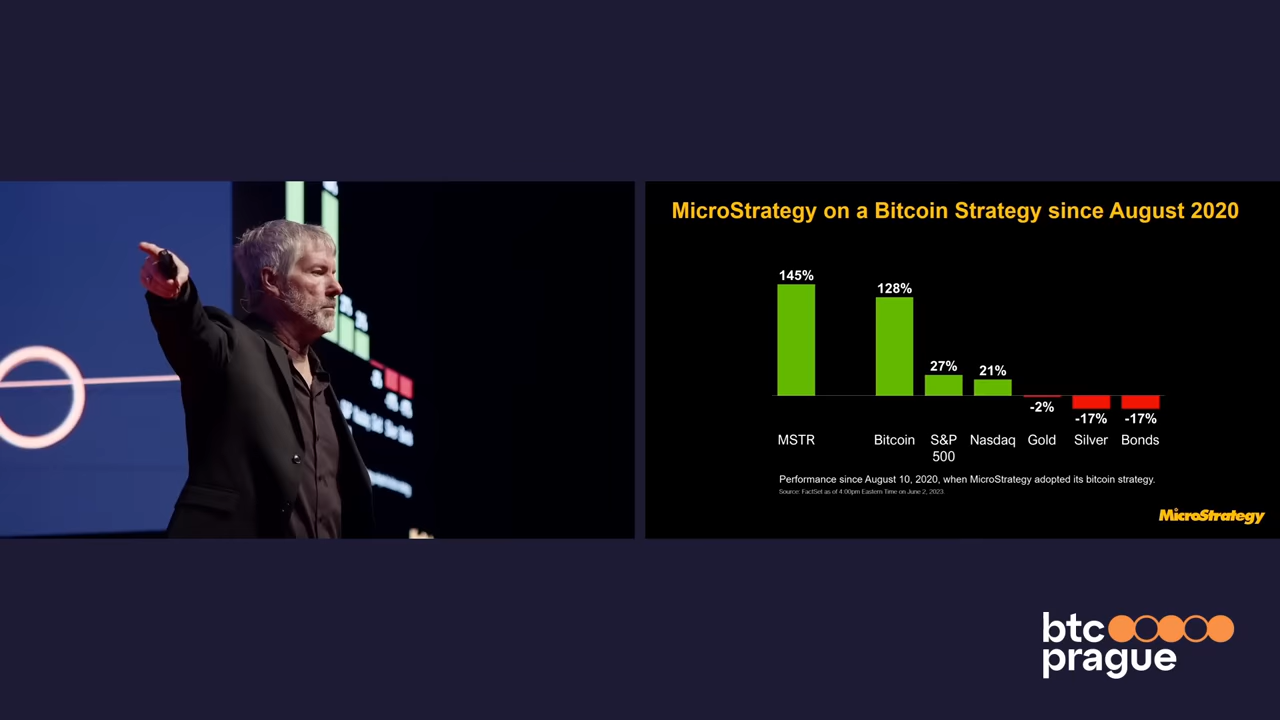 MicroStrategy on a Bitcoin Strategy since August 2020
145%
128%
27%
21%
-2%
-17%
-17%
MSTR
Bitcoin
S&P
500
Nasdaq
Gold
Silver
Bonds
Performance since August 10, 2020, when MicroStrategy adopted its bitcoin strategy.
Source: FactSet as of 4:00pm Eastern Time on June 2, 2023.
MicroStrategy
btc
prague